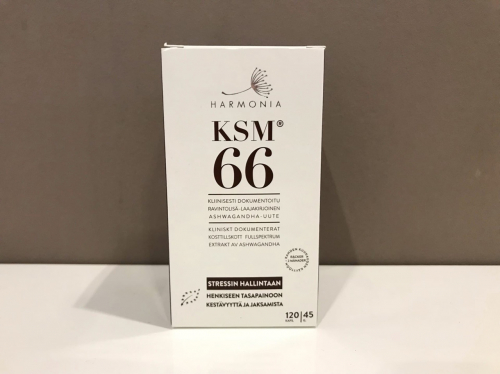 HARMONIA
KSM®
66
KLIINISESTI DOKUMENTOITU
RAVINTOLISÄ - LAAJAKIRJOINEN
ASHWAGANDHA-UUTE
KLINISKT DOKUMENTERAT
KOSTTILLSKOTT FULLSPEKTRUM
EXTRAKT AV ASHWAGANDHA
STRESSIN HALLINTAAN
HENKISEEN TASAPAINOON
KESTÄVYYTTÄ JA JAKSAMISTA
120 45
KAPS. G.